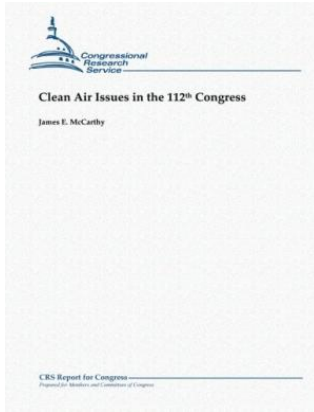 Congressional
Research
Service
Clean Air Issues in the 112th Congress
James E. McCarthy
CRS Report for Congress
Prepared for Members and Committees of Congress